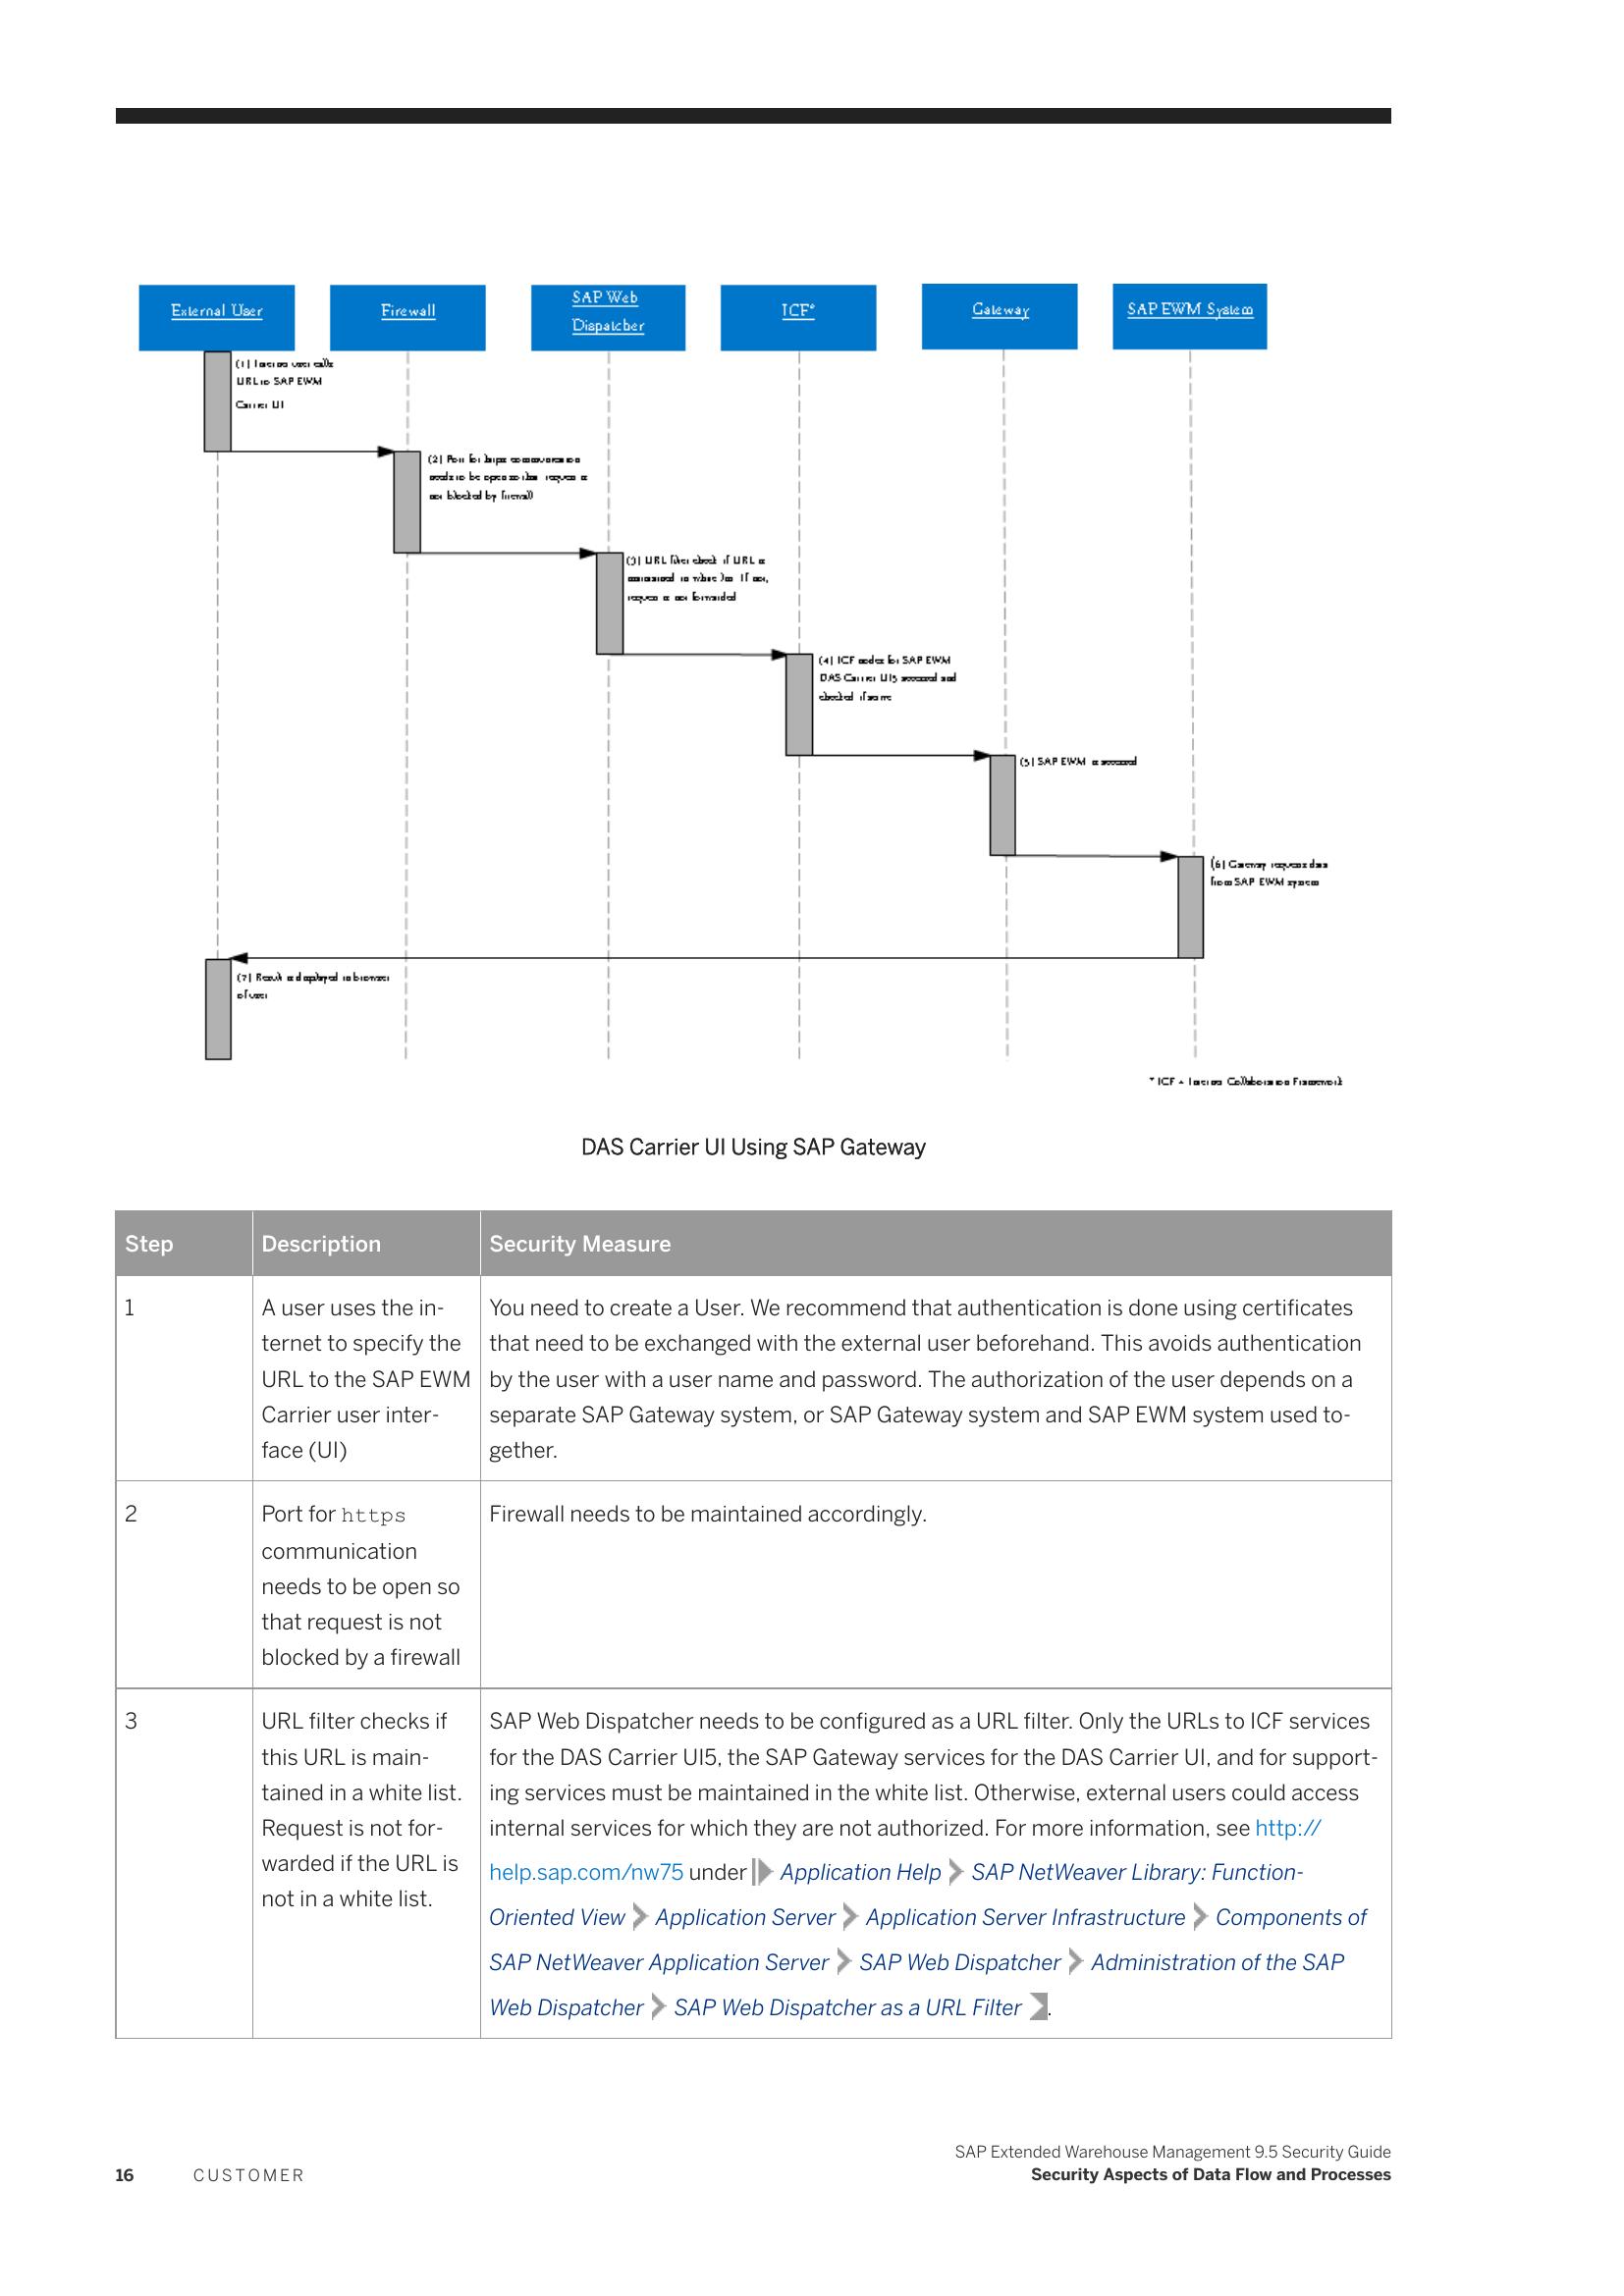 External User
Firewall
SAP Web
Dispatcher
ICF*
Gateway
SAP EWM System
(1) Internet user calls
URL to SAP EWM
Carrier UI
(2) Port for https communication
needs to be open so that request is
not blocked by firewall
(3) URL filter check if URL is
maintained in white list. If not,
request is not forwarded
(4) ICF nodes for SAP EWM
DAS Carrier UI5 accessed and
checked if active
(5) SAP EWM is accessed
(6) Gateway requests data
from SAP EWM system
(7) Result is displayed in browser
of user
* ICF = Internet Collaboration Framework
DAS Carrier UI Using SAP Gateway
Step
Description
Security Measure
1
A user uses the in-
ternet to specify the
URL to the SAP EWM
Carrier user inter-
face (UI)
You need to create a User. We recommend that authentication is done using certificates
that need to be exchanged with the external user beforehand. This avoids authentication
by the user with a user name and password. The authorization of the user depends on a
separate SAP Gateway system, or SAP Gateway system and SAP EWM system used to-
gether.
2
Port for https
communication
needs to be open so
that request is not
blocked by a firewall
Firewall needs to be maintained accordingly.
3
URL filter checks if
this URL is main-
tained in a white list.
Request is not for-
warded if the URL is
not in a white list.
SAP Web Dispatcher needs to be configured as a URL filter. Only the URLs to ICF services
for the DAS Carrier UI5, the SAP Gateway services for the DAS Carrier UI, and for support-
ing services must be maintained in the white list. Otherwise, external users could access
internal services for which they are not authorized. For more information, see http://
help.sap.com/nw75 under Application Help SAP NetWeaver Library: Function-
Oriented View Application Server Application Server Infrastructure Components of
SAP NetWeaver Application Server SAP Web Dispatcher Administration of the SAP
Web Dispatcher SAP Web Dispatcher as a URL Filter .
SAP Extended Warehouse Management 9.5 Security Guide
16 CUSTOMER
Security Aspects of Data Flow and Processes